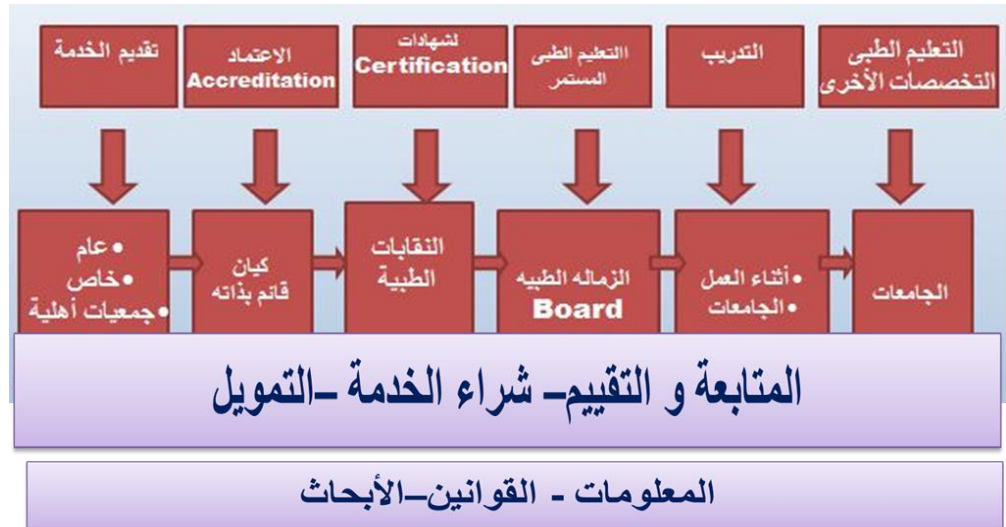 التعليم الطبى
التخصصات الأخرى
التدريب
االتعليم الطبى
المستمر
لشهادات
Certification
الاعتماد
Accreditation
تقديم الخدمة
الجامعات
•أثناء العمل
•الجامعات
الزماله الطبيه
Board
النقابات
الطبية
كيان
قائم بذاته
•عام
•خاص
•جمعيات أهلية
المتابعة و التقييم– شراء الخدمة –التمويل
المعلومات - القوانين–الأبحاث